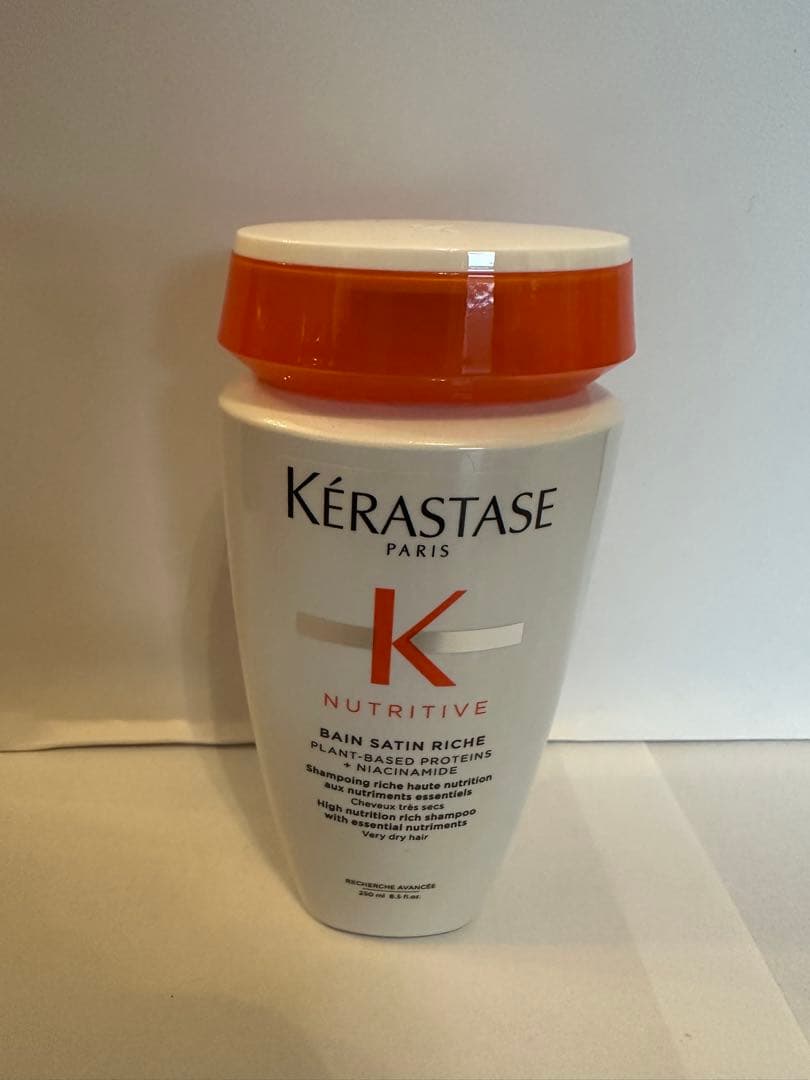 KÉRASTASE
PARIS
K
NUTRITIVE
BAIN SATIN RICHE
PLANT-BASED PROTEINS
+ NIACINAMIDE
Shampoing riche haute nutrition
aux nutriments essentiels
Cheveux très secs
High nutrition rich shampoo
with essential nutriments
Very dry hair
RECHERCHE AVANCÉE
250 ml 8.5 fl.oz.